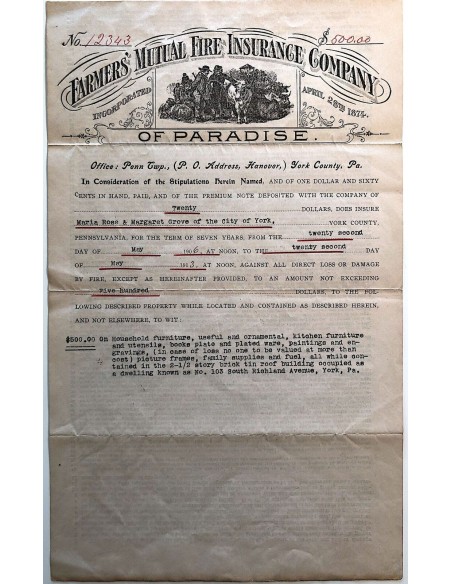 No. 12343 $500.00
FARMERS' MUTUAL FIRE INSURANCE COMPANY
INCORPORATED APRIL 28TH 1875.
OF PARADISE.
Office: Penn Twp., (P. O. Address, Hanover,) York County, Pa.
In Consideration of the Stipulations Herein Named, AND OF ONE DOLLAR AND SIXTY
CENTS IN HAND, PAID, AND OF THE PREMIUM NOTE DEPOSITED WITH THE COMPANY OF
Twenty DOLLARS, DOES INSURE
Maria Rose & Margaret Grove of the City of York, YORK COUNTY,
PENNSYLVANIA, FOR THE TERM OF SEVEN YEARS, FROM THE twenty second
DAY OF May 1906, AT NOON, TO THE twenty second DAY
OF May 1913, AT NOON, AGAINST ALL DIRECT LOSS OR DAMAGE
BY FIRE, EXCEPT AS HEREINAFTER PROVIDED, TO AN AMOUNT NOT EXCEEDING
Five Hundred DOLLARS, TO THE FOL-
LOWING DESCRIBED PROPERTY WHILE LOCATED AND CONTAINED AS DESCRIBED HEREIN,
AND NOT ELSEWHERE, TO WIT:
$500.00 On Household furniture, useful and ornamental, kitchen furniture
and utensils, books plate and plated ware, paintings and en-
gravings, (in case of loss no one to be valued at more than
cost) picture frames, family supplies and fuel, all while con-
tained in the 2-1/2 story brick tin roof building occupied as
a dwelling known as No. 103 South Richland Avenue, York, Pa.